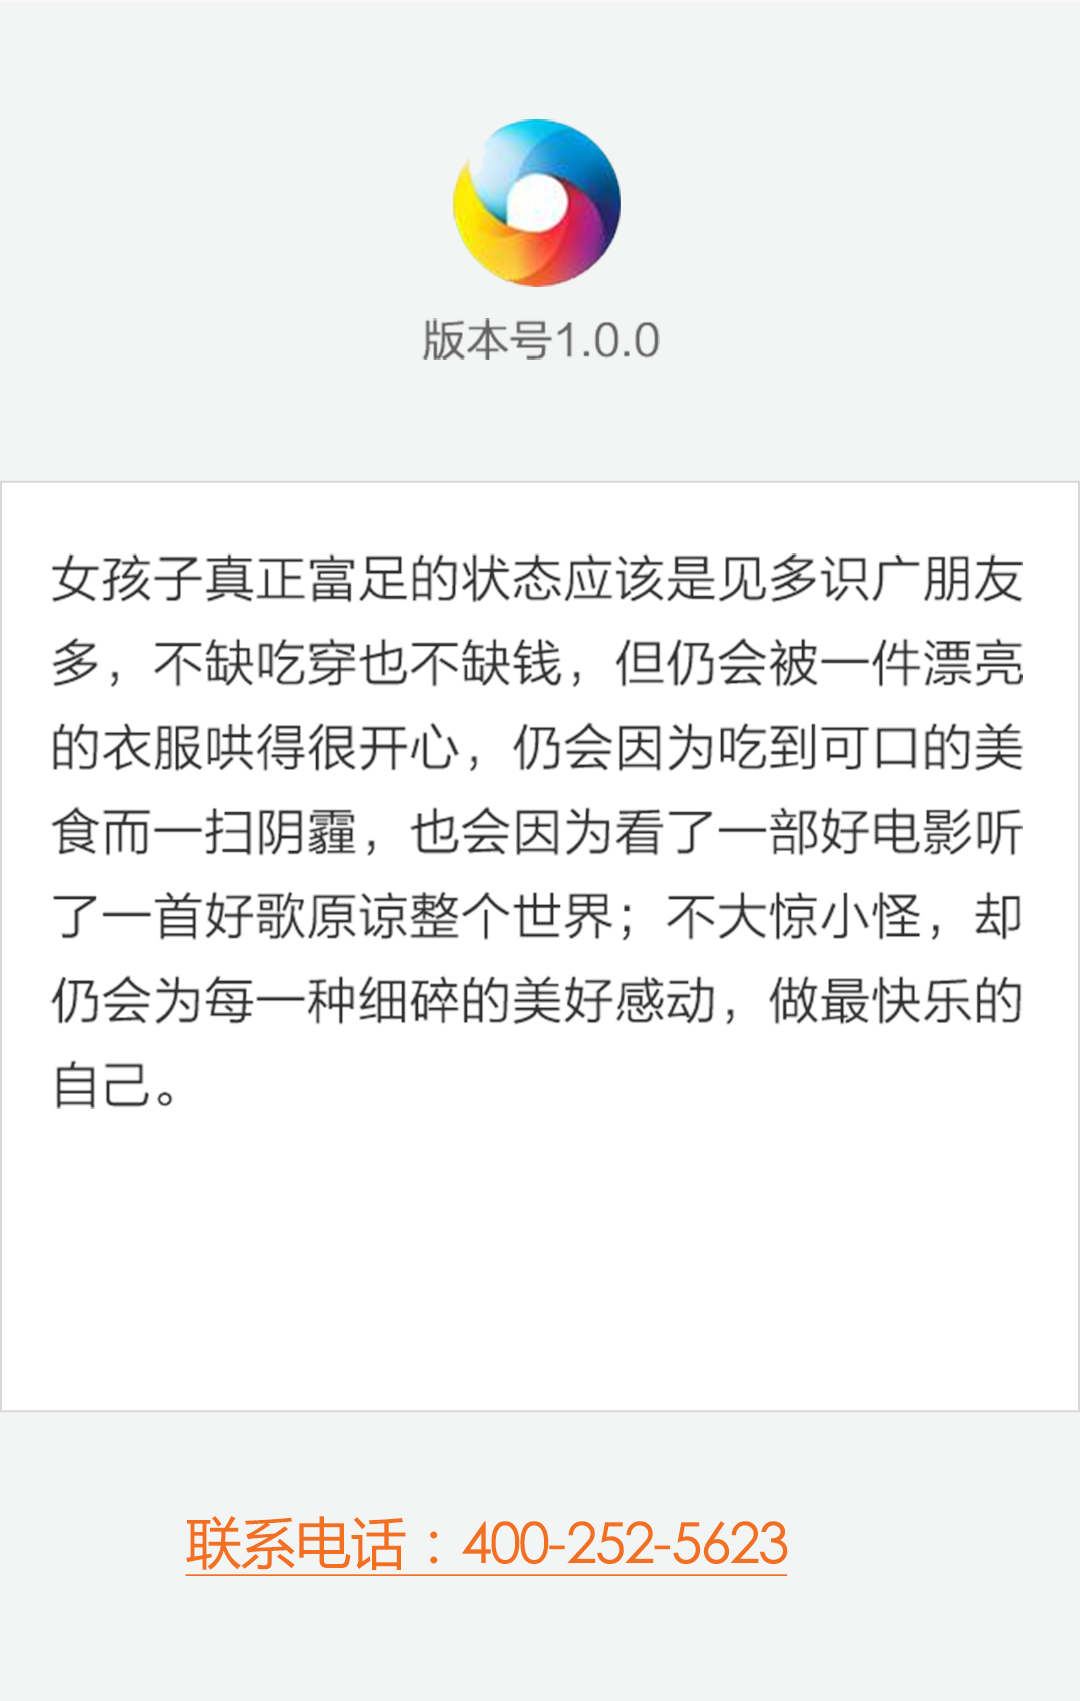 版本号1.0.0
女孩子真正富足的状态应该是见多识广朋友
多，不缺吃穿也不缺钱，但仍会被一件漂亮
的衣服哄得很开心，仍会因为吃到可口的美
食而一扫阴霾，也会因为看了一部好电影听
了一首好歌原谅整个世界；不大惊小怪，却
仍会为每一种细碎的美好感动，做最快乐的
自己。
联系电话：400-252-5623